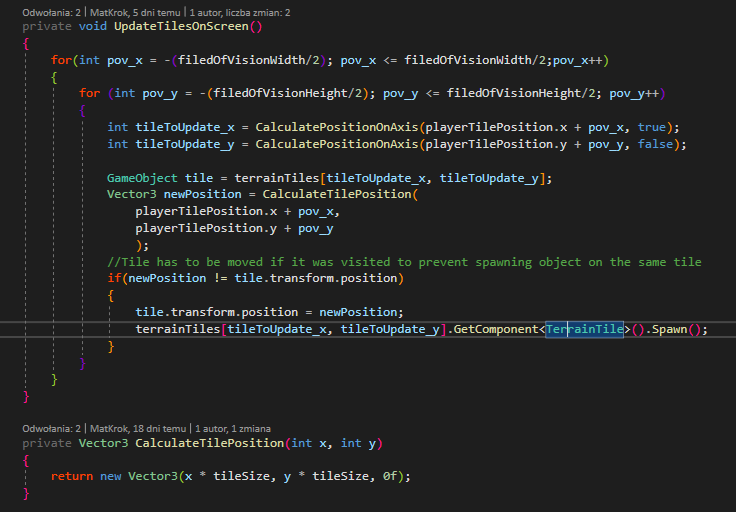 Odwołania: 2 | MatKrok, 5 dni temu | 1 autor, liczba zmian: 2
private void UpdateTilesOnScreen()
{
for(int pov_x = -(filedOfVisionWidth/2); pov_x <= filedOfVisionWidth/2;pov_x++)
{
for (int pov_y = -(filedOfVisionHeight/2); pov_y <= filedOfVisionHeight/2; pov_y++)
{
int tileToUpdate_x = CalculatePositionOnAxis(playerTilePosition.x + pov_x, true);
int tileToUpdate_y = CalculatePositionOnAxis(playerTilePosition.y + pov_y, false);
GameObject tile = terrainTiles[tileToUpdate_x, tileToUpdate_y];
Vector3 newPosition = CalculateTilePosition(
playerTilePosition.x + pov_x,
playerTilePosition.y + pov_y
);
//Tile has to be moved if it was visited to prevent spawning object on the same tile
if(newPosition != tile.transform.position)
{
tile.transform.position = newPosition;
terrainTiles[tileToUpdate_x, tileToUpdate_y].GetComponent<TerrainTile>().Spawn();
}
}
}
}
Odwołania: 2 | MatKrok, 18 dni temu | 1 autor, 1 zmiana
private Vector3 CalculateTilePosition(int x, int y)
{
return new Vector3(x * tileSize, y * tileSize, 0f);
}